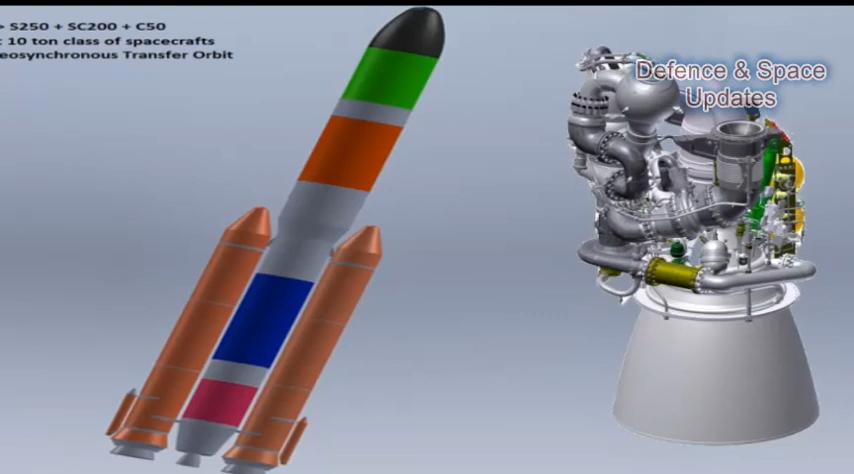 > S250 + SC200 + C50
: 10 ton class of spacecrafts
eosynchronous Transfer Orbit
Defence & Space
Updates